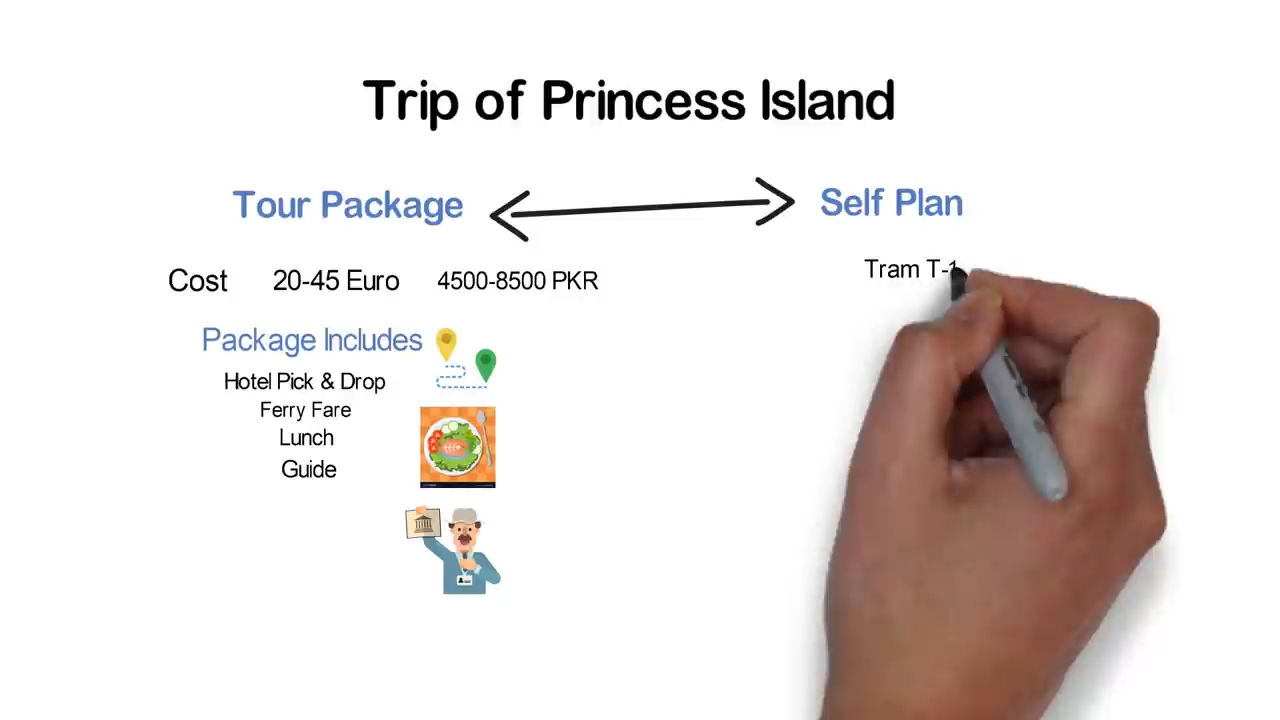 Trip of Princess Island
Tour Package
Self Plan
Cost 20-45 Euro 4500-8500 PKR
Tram T-1
Package Includes
Hotel Pick & Drop
Ferry Fare
Lunch
Guide